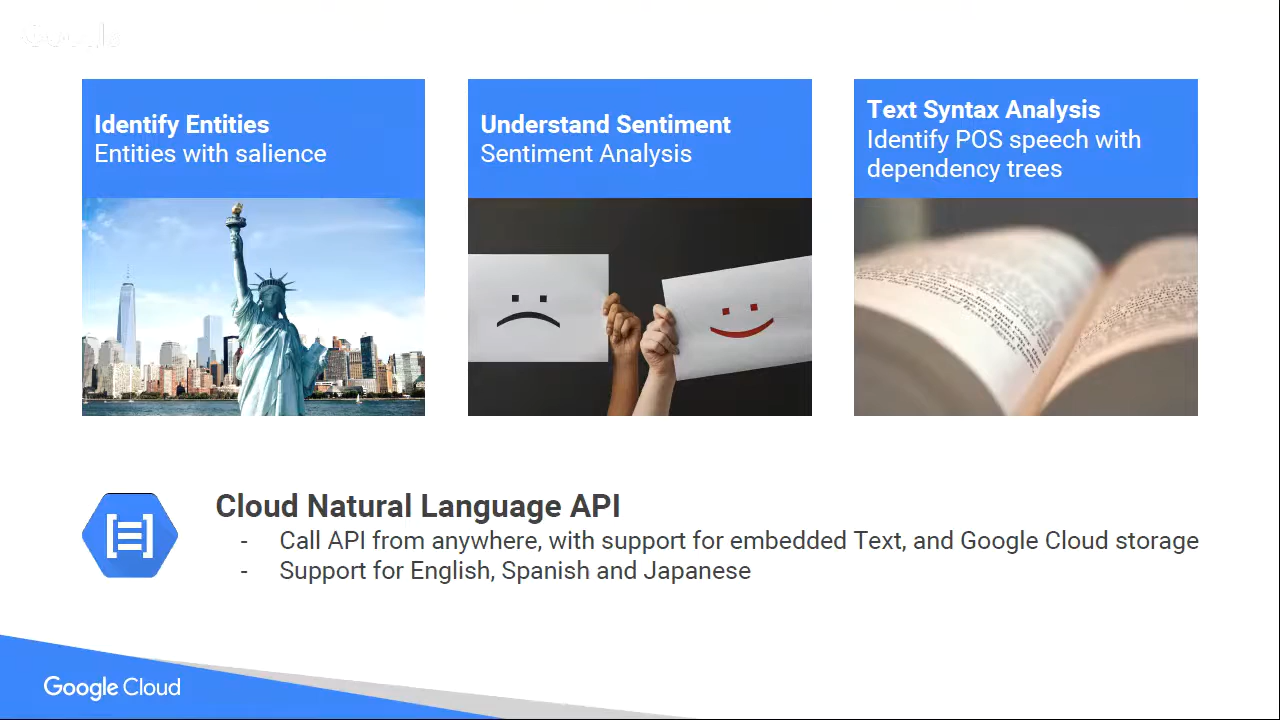 Google
Identify Entities
Entities with salience
Understand Sentiment
Sentiment Analysis
Text Syntax Analysis
Identify POS speech with
dependency trees
Cloud Natural Language API
- Call API from anywhere, with support for embedded Text, and Google Cloud storage
- Support for English, Spanish and Japanese
Google Cloud